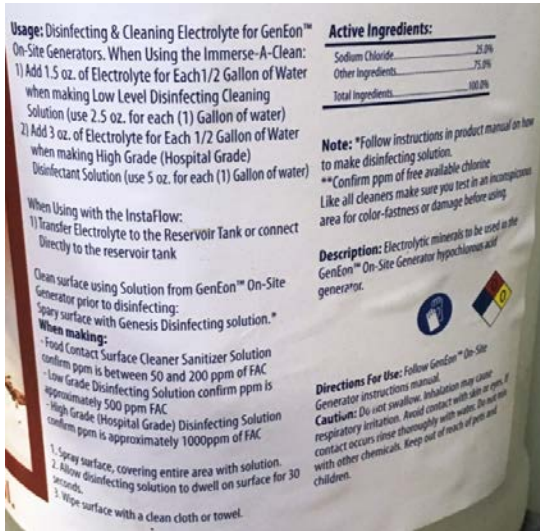 Usage: Disinfecting & Cleaning Electrolyte for GenEon™
On-Site Generators. When Using the Immerse-A-Clean:
1) Add 1.5 oz. of Electrolyte for Each1/2 Gallon of Water
when making Low Level Disinfecting Cleaning
Solution (use 2.5 oz. for each (1) Gallon of water)
2) Add 3 oz. of Electrolyte for Each 1/2 Gallon of Water
when making High Grade (Hospital Grade)
Disinfectant Solution (use 5 oz. for each (1) Gallon of water)
When Using with the InstaFlow:
1) Transfer Electrolyte to the Reservoir Tank or connect
Directly to the reservoir tank
Clean surface using Solution from GenEon™ On-Site
Generator prior to disinfecting:
Spary surface with Genesis Disinfecting solution.*
When making:
- Food Contact Surface Cleaner Sanitizer Solution
confirm ppm is between 50 and 200 ppm of FAC
- Low Grade Disinfecting Solution confirm ppm is
approximately 500 ppm FAC
- High Grade (Hospital Grade) Disinfecting Solution
confirm ppm is approximately 1000ppm of FAC
1. Spray surface, covering entire area with solution.
2. Allow disinfecting solution to dwell on surface for 30
seconds.
3. Wipe surface with a clean cloth or towel.
Active Ingredients:
Sodium Chloride 25.0%
Other Ingredients 75.0%
Total Ingredients 100.0%
Note: *Follow instructions in product manual on how
to make disinfecting solution.
**Confirm ppm of free available chlorine
Like all cleaners make sure you test in an inconspicious
area for color-fastness or damage before using.
Description: Electrolytic minerals to be used in the
GenEon™ On-Site Generator hypochlorous acid
generator.
0
Directions For Use: Follow GenEon™ On-Site
Generator instructions manual.
Caution: Do not swallow. Inhalation may cause
respiratory irritation. Avoid contact with skin or eyes. If
contact occurs rinse thoroughly with water. Do not mix
with other chemicals. Keep out of reach of pets and
children.